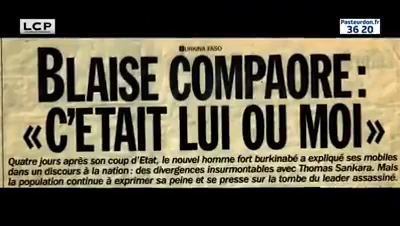 LCP
Pasteurdon.fr
36 20
BURKINA FASO
BLAISE COMPAORE :
« C'ETAIT LUI OU MOI »
Quatre jours après son coup d'Etat, le nouvel homme fort burkinabé a expliqué ses mobiles
dans un discours à la nation : des divergences insurmontables avec Thomas Sankara. Mais
la population continue à exprimer sa peine et se presse sur la tombe du leader assassiné.